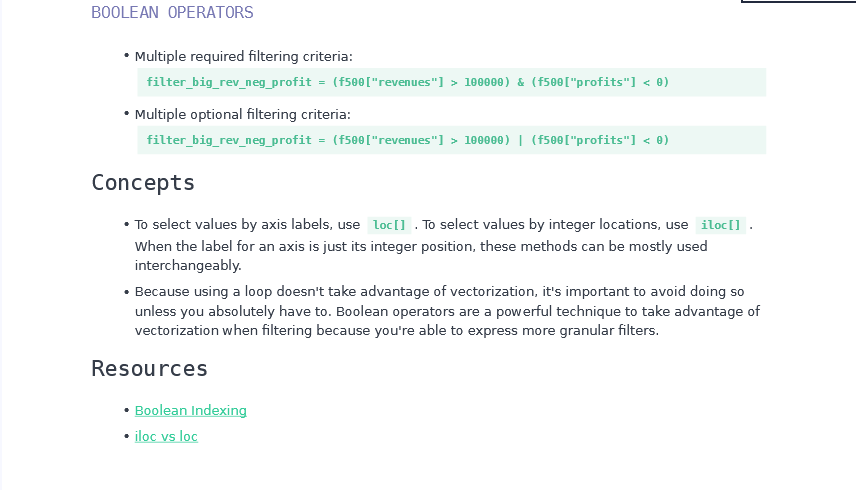 BOOLEAN OPERATORS
• Multiple required filtering criteria:
filter_big_rev_neg_profit = (f500["revenues"] > 100000) & (f500["profits"] < 0)
• Multiple optional filtering criteria:
filter_big_rev_neg_profit = (f500["revenues"] > 100000) | (f500["profits"] < 0)
Concepts
• To select values by axis labels, use loc[] . To select values by integer locations, use iloc[] .
When the label for an axis is just its integer position, these methods can be mostly used
interchangeably.
• Because using a loop doesn't take advantage of vectorization, it's important to avoid doing so
unless you absolutely have to. Boolean operators are a powerful technique to take advantage of
vectorization when filtering because you're able to express more granular filters.
Resources
• Boolean Indexing
• iloc vs loc